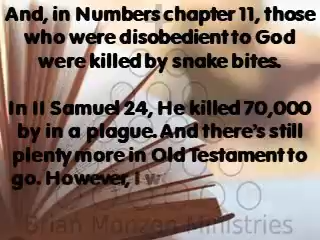 And, in Numbers chapter 11, those
who were disobedient to God
were killed by snake bites.
In II Samuel 24, He killed 70,000
by in a plague. And there's still
plenty more in Old Testament to
go. However, I w
Brian Monzon Ministries